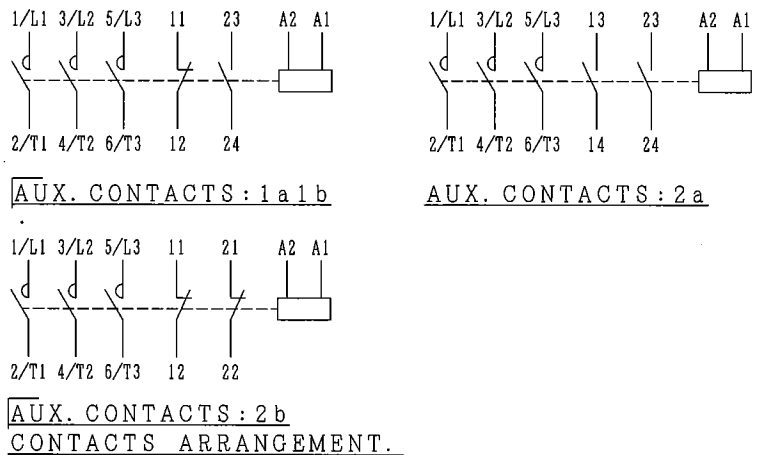 1/L1 3/L2 5/L3 11 23 A2 A1
2/T1 4/T2 6/T3 12 24
AUX. CONTACTS:1a1b
1/L1 3/L2 5/L3 13 23 A2 A1
2/T1 4/T2 6/T3 14 24
AUX. CONTACTS:2a
1/L1 3/L2 5/L3 11 21 A2 A1
2/T1 4/T2 6/T3 12 22
AUX. CONTACTS:2b
CONTACTS ARRANGEMENT.